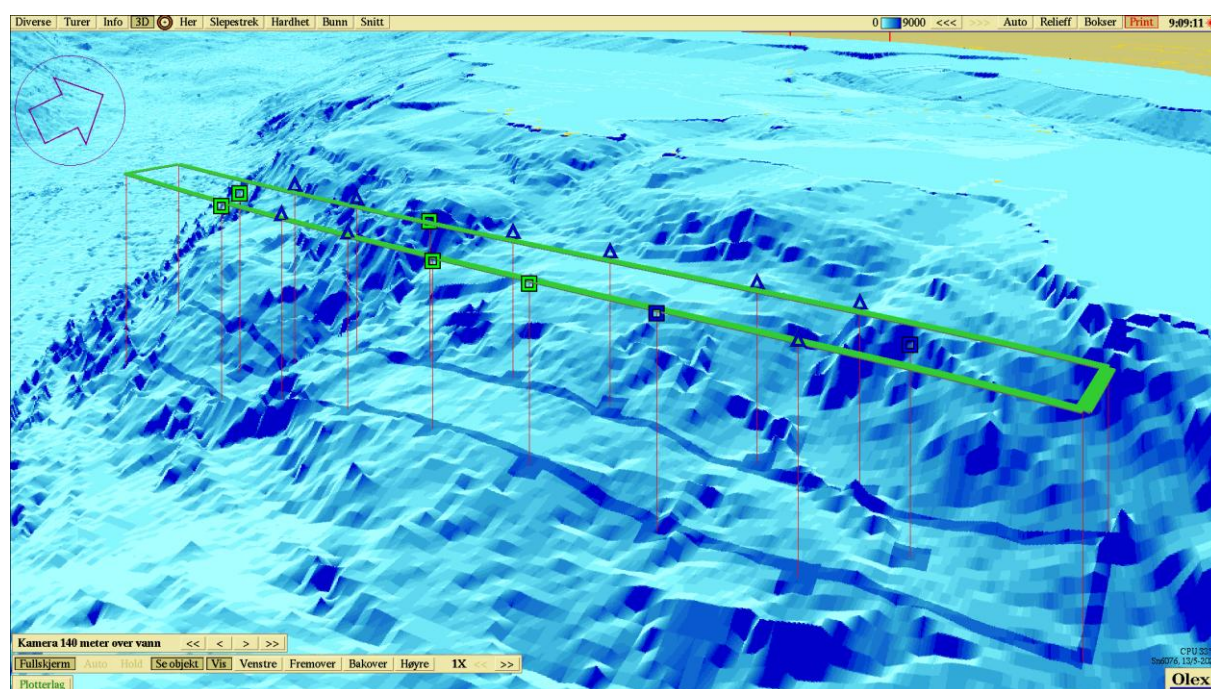 Diverse Turer Info 3D Her Slepestrek Hardhet Bunn Snitt 0 9000 <<< >>> Auto Relieff Bokser Print 9:09:11
Kamera 140 meter over vann << < > >>
Fullskjerm Auto Hold Se objekt Vis Venstre Fremover Bakover Høyre 1X << >>
CPU
Plotterlag
Olex